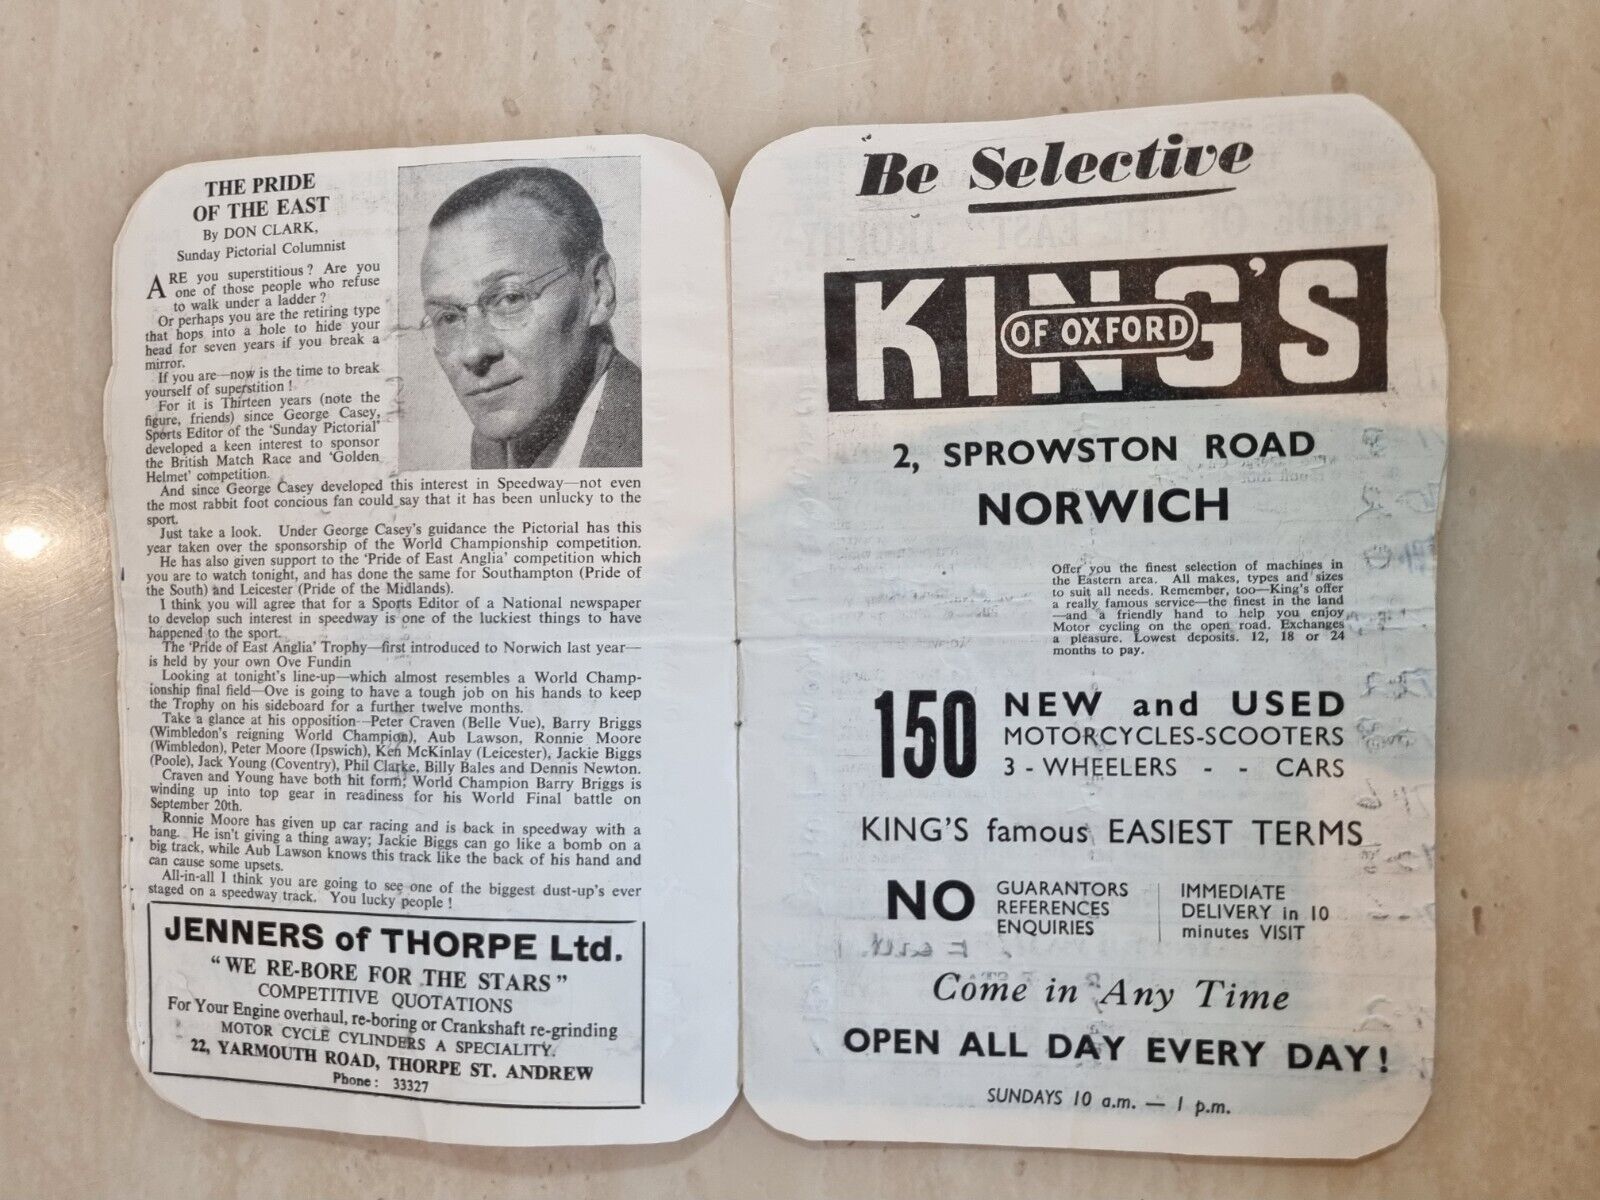 THE PRIDE
OF THE EAST
By DON CLARK,
Sunday Pictorial Columnist
ARE you superstitious? Are you
one of those people who refuse
to walk under a ladder?
Or perhaps you are the retiring type
that hops into a hole to hide your
head for seven years if you break a
mirror.
If you are—now is the time to break
yourself of superstition!
For it is Thirteen years (note the
figure, friends) since George Casey,
Sports Editor of the 'Sunday Pictorial'
developed a keen interest to sponsor
the British Match Race and 'Golden
Helmet' competition.
And since George Casey developed this interest in Speedway—not even
the most rabbit foot concious fan could say that it has been unlucky to the
sport.
Just take a look. Under George Casey's guidance the Pictorial has this
year taken over the sponsorship of the World Championship competition.
He has also given support to the 'Pride of East Anglia' competition which
you are to watch tonight, and has done the same for Southampton (Pride of
the South) and Leicester (Pride of the Midlands).
I think you will agree that for a Sports Editor of a National newspaper
to develop such interest in speedway is one of the luckiest things to have
happened to the sport.
The 'Pride of East Anglia' Trophy—first introduced to Norwich last year—
is held by your own Ove Fundin
Looking at tonight's line-up—which almost resembles a World Champ-
ionship final field—Ove is going to have a tough job on his hands to keep
the Trophy on his sideboard for a further twelve months.
Take a glance at his opposition—Peter Craven (Belle Vue), Barry Briggs
(Wimbledon's reigning World Champion), Aub Lawson, Ronnie Moore
(Wimbledon), Peter Moore (Ipswich), Ken McKinlay (Leicester), Jackie Biggs
(Poole), Jack Young (Coventry), Phil Clarke, Billy Bales and Dennis Newton.
Craven and Young have both hit form; World Champion Barry Briggs is
winding up into top gear in readiness for his World Final battle on
September 20th.
Ronnie Moore has given up car racing and is back in speedway with a
bang. He isn't giving a thing away; Jackie Biggs can go like a bomb on a
big track, while Aub Lawson knows this track like the back of his hand and
can cause some upsets.
All-in-all I think you are going to see one of the biggest dust-up's ever
staged on a speedway track. You lucky people!
JENNERS of THORPE Ltd.
"WE RE-BORE FOR THE STARS"
COMPETITIVE QUOTATIONS
For Your Engine overhaul, re-boring or Crankshaft re-grinding
MOTOR CYCLE CYLINDERS A SPECIALITY.
22, YARMOUTH ROAD, THORPE ST. ANDREW
Phone: 33327
Be Selective
KING'S
OF OXFORD
2, SPROWSTON ROAD
NORWICH
Offer you the finest selection of machines in
the Eastern area. All makes, types and sizes
to suit all needs. Remember, too—King's offer
a really famous service—the finest in the land
—and a friendly hand to help you enjoy
Motor cycling on the open road. Exchanges
a pleasure. Lowest deposits. 12, 18 or 24
months to pay.
150 NEW and USED
MOTORCYCLES-SCOOTERS
3 - WHEELERS - - CARS
KING'S famous EASIEST TERMS
NO GUARANTORS
REFERENCES
ENQUIRIES
IMMEDIATE
DELIVERY in 10
minutes VISIT
Come in Any Time
OPEN ALL DAY EVERY DAY!
SUNDAYS 10 a.m. — 1 p.m.